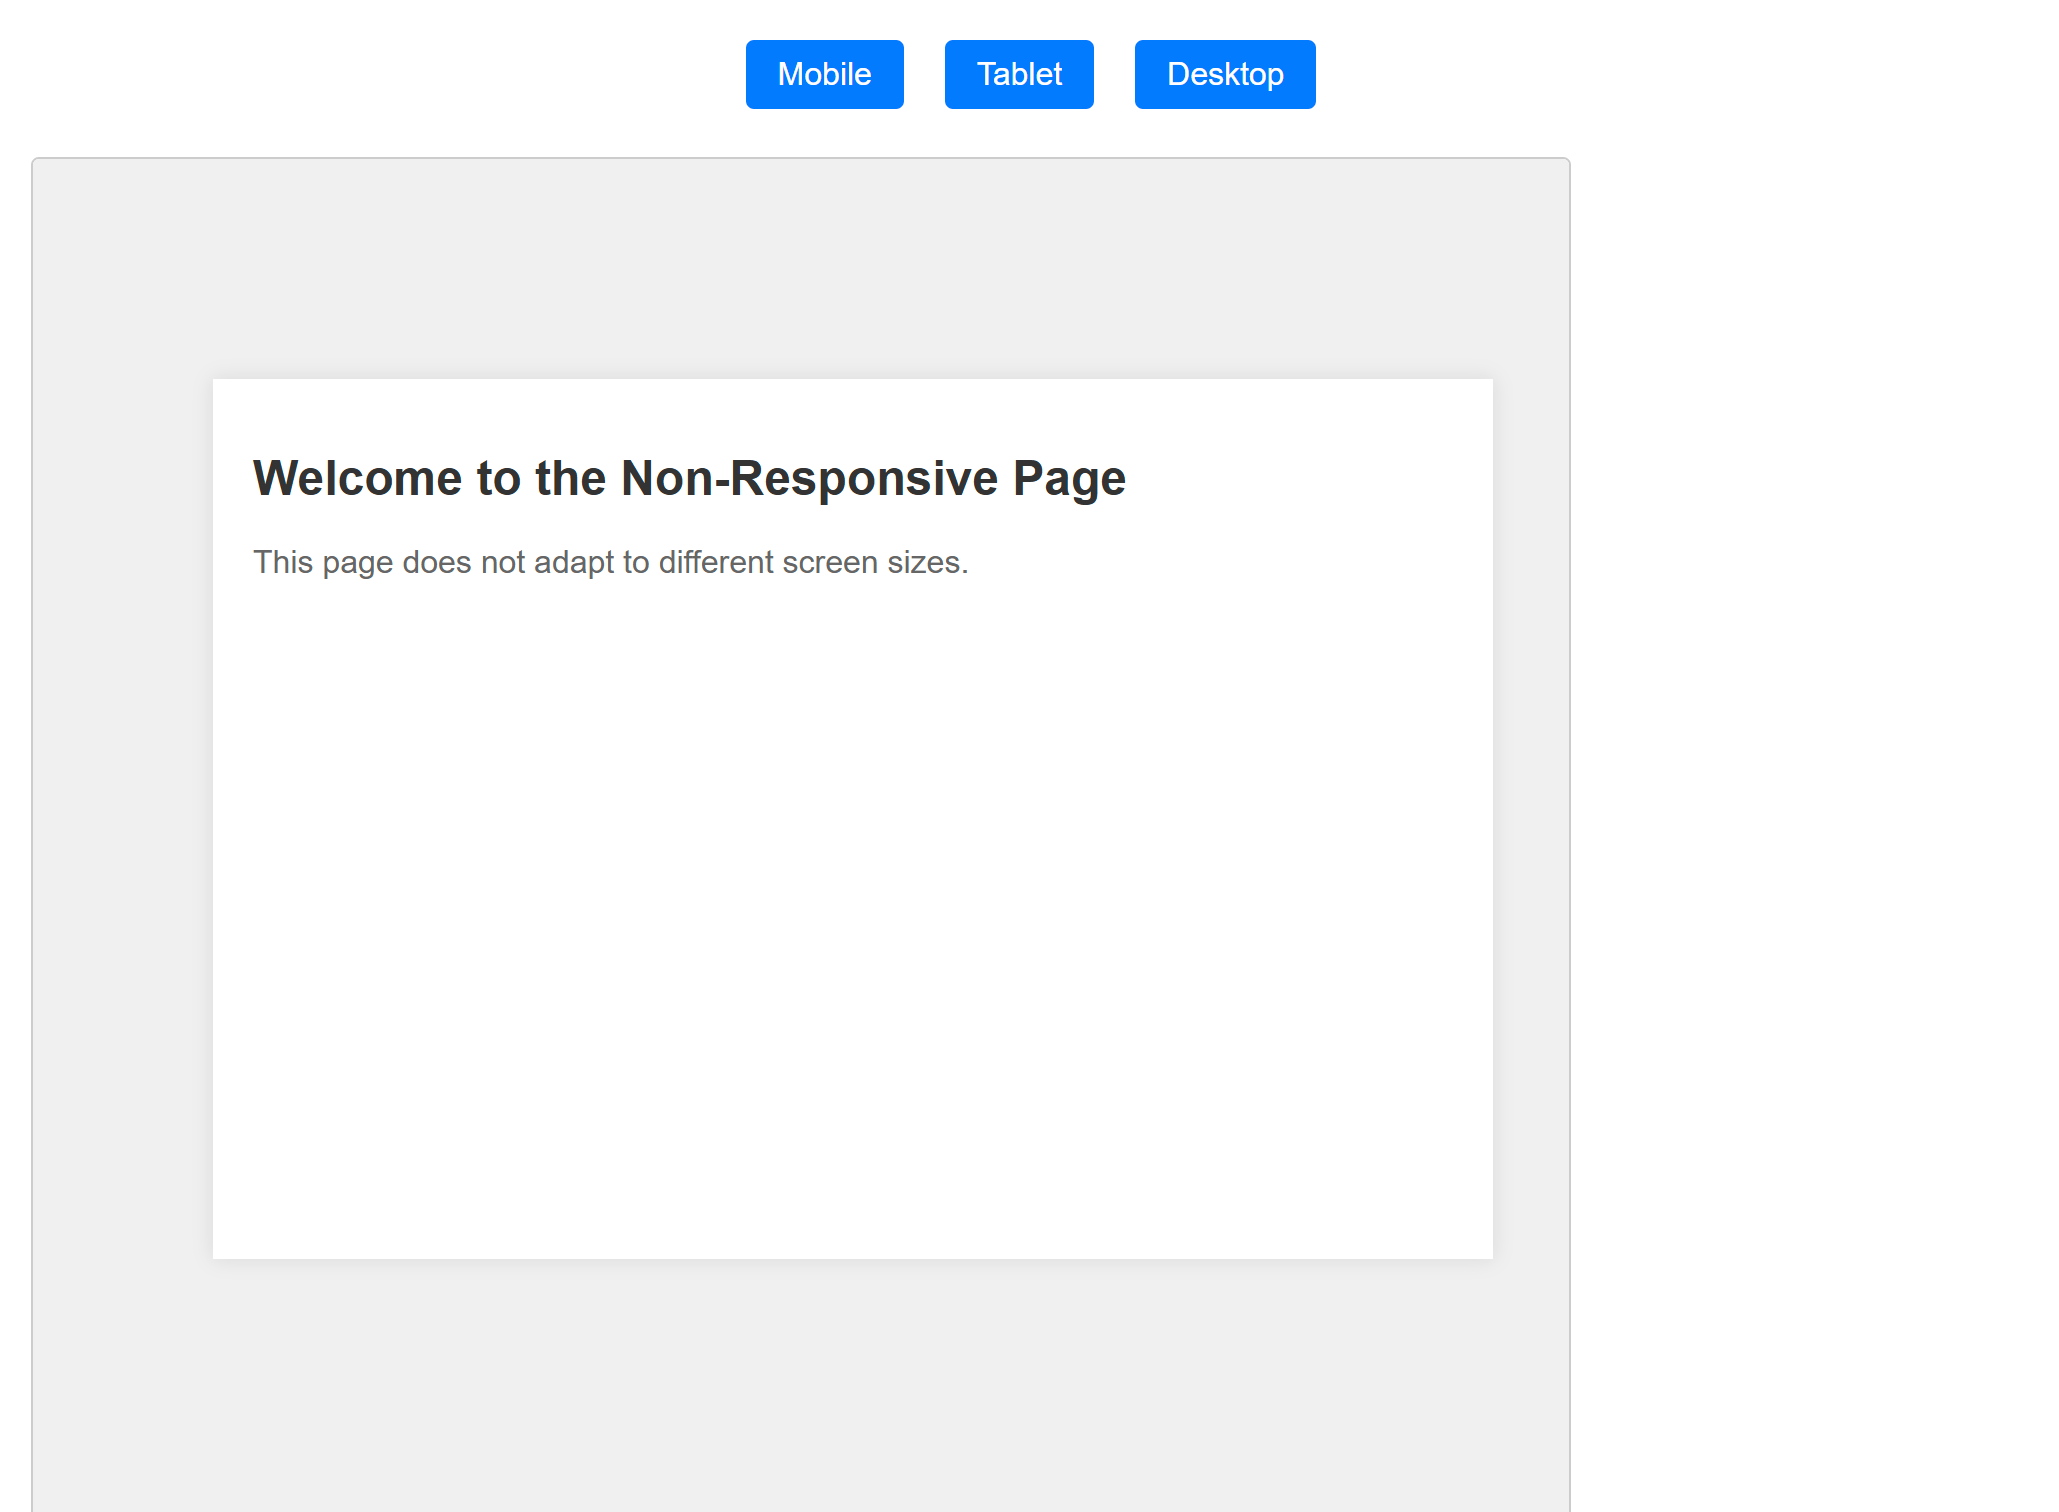 Mobile Tablet Desktop
Welcome to the Non-Responsive Page
This page does not adapt to different screen sizes.